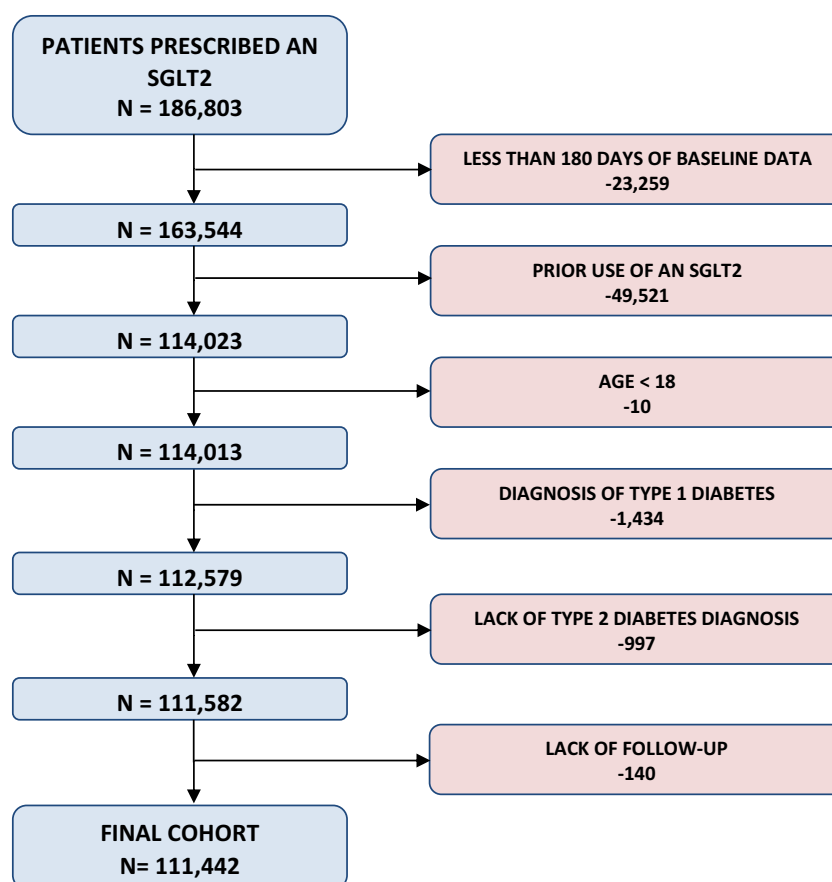 PATIENTS PRESCRIBED AN
SGLT2
N = 186,803
LESS THAN 180 DAYS OF BASELINE DATA
-23,259
N = 163,544
PRIOR USE OF AN SGLT2
-49,521
N = 114,023
AGE < 18
-10
N = 114,013
DIAGNOSIS OF TYPE 1 DIABETES
-1,434
N = 112,579
LACK OF TYPE 2 DIABETES DIAGNOSIS
-997
N = 111,582
LACK OF FOLLOW-UP
-140
FINAL COHORT
N= 111,442